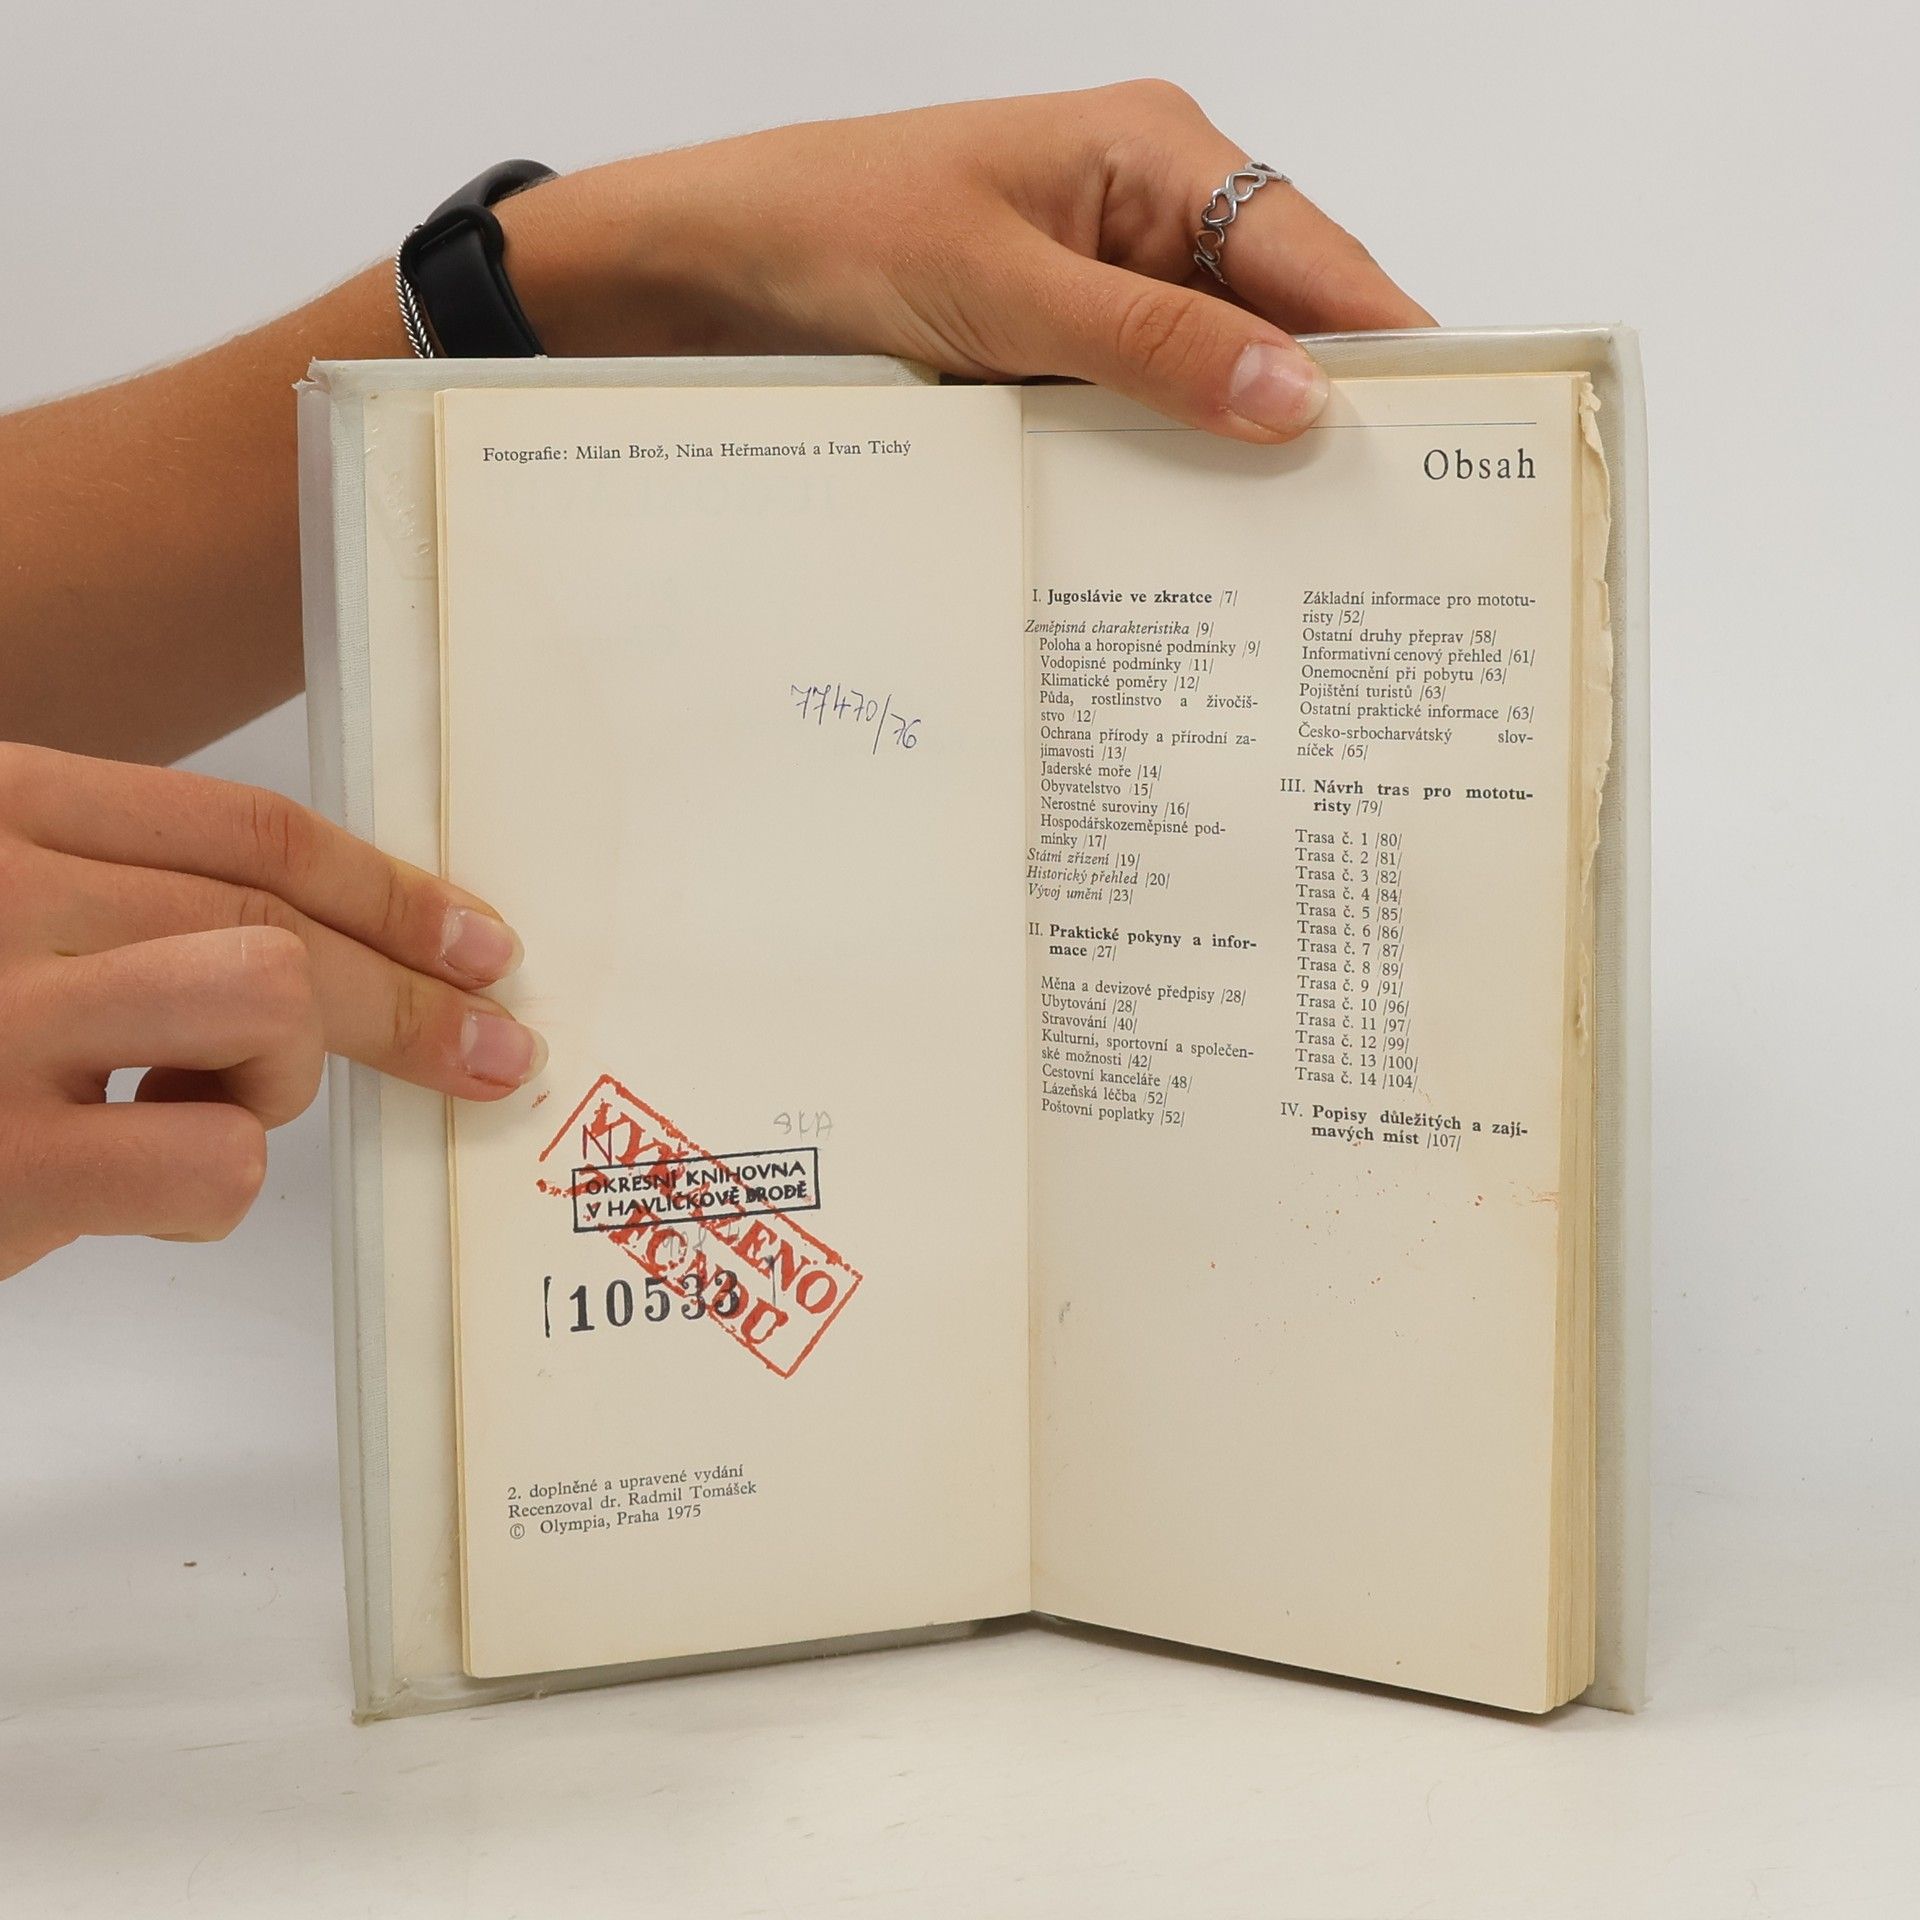 Fotografie: Milan Brož, Nina Heřmanová a Ivan Tichý
77470/76
SKA
VYŘAZENO
Z FONDU
OKRESNÍ KNIHOVNA
V HAVLÍČKOVĚ BRODĚ
10533
2. doplněné a upravené vydání
Recenzoval dr. Radmil Tomášek
© Olympia, Praha 1975
Obsah
I. Jugoslávie ve zkratce /7/
Zeměpisná charakteristika /9/
Poloha a horopisné podmínky /9/
Vodopisné podmínky /11/
Klimatické poměry /12/
Půda, rostlinstvo a živočiš-
stvo /12/
Ochrana přírody a přírodní za-
jímavosti /13/
Jaderské moře /14/
Obyvatelstvo /15/
Nerostné suroviny /16/
Hospodářskozeměpisné pod-
mínky /17/
Státní zřízení /19/
Historický přehled /20/
Vývoj umění /23/
II. Praktické pokyny a infor-
mace /27/
Měna a devizové předpisy /28/
Ubytování /28/
Stravování /40/
Kulturní, sportovní a společen-
ské možnosti /42/
Cestovní kanceláře /48/
Lázeňská léčba /52/
Poštovní poplatky /52/
Základní informace pro mototu-
risty /52/
Ostatní druhy přeprav /58/
Informativní cenový přehled /61/
Onemocnění při pobytu /63/
Pojištění turistů /63/
Ostatní praktické informace /63/
Česko-srbocharvátský slov-
níček /65/
III. Návrh tras pro mototu-
risty /79/
Trasa č. 1 /80/
Trasa č. 2 /81/
Trasa č. 3 /82/
Trasa č. 4 /84/
Trasa č. 5 /85/
Trasa č. 6 /86/
Trasa č. 7 /87/
Trasa č. 8 /89/
Trasa č. 9 /91/
Trasa č. 10 /96/
Trasa č. 11 /97/
Trasa č. 12 /99/
Trasa č. 13 /100/
Trasa č. 14 /104/
IV. Popisy důležitých a zají-
mavých míst /107/